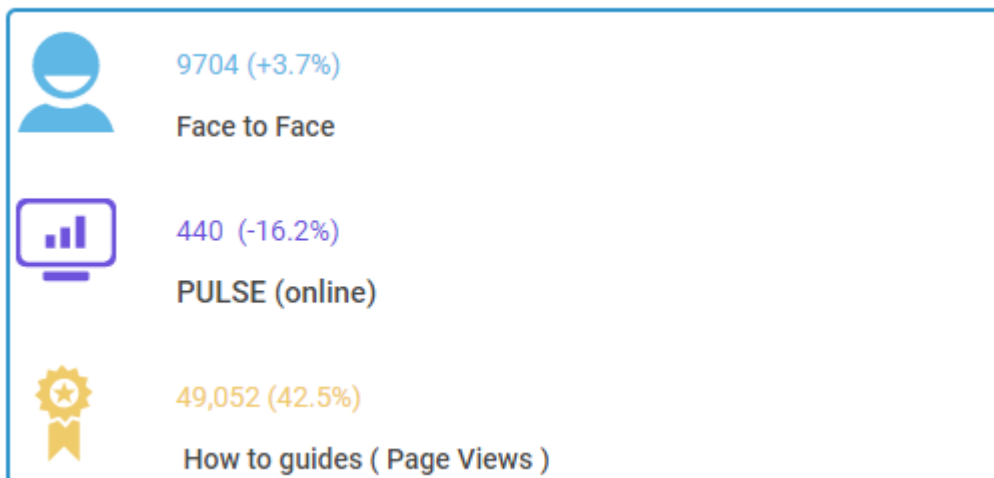 9704 (+3.7%)
Face to Face
440 (-16.2%)
PULSE (online)
49,052 (42.5%)
How to guides ( Page Views )